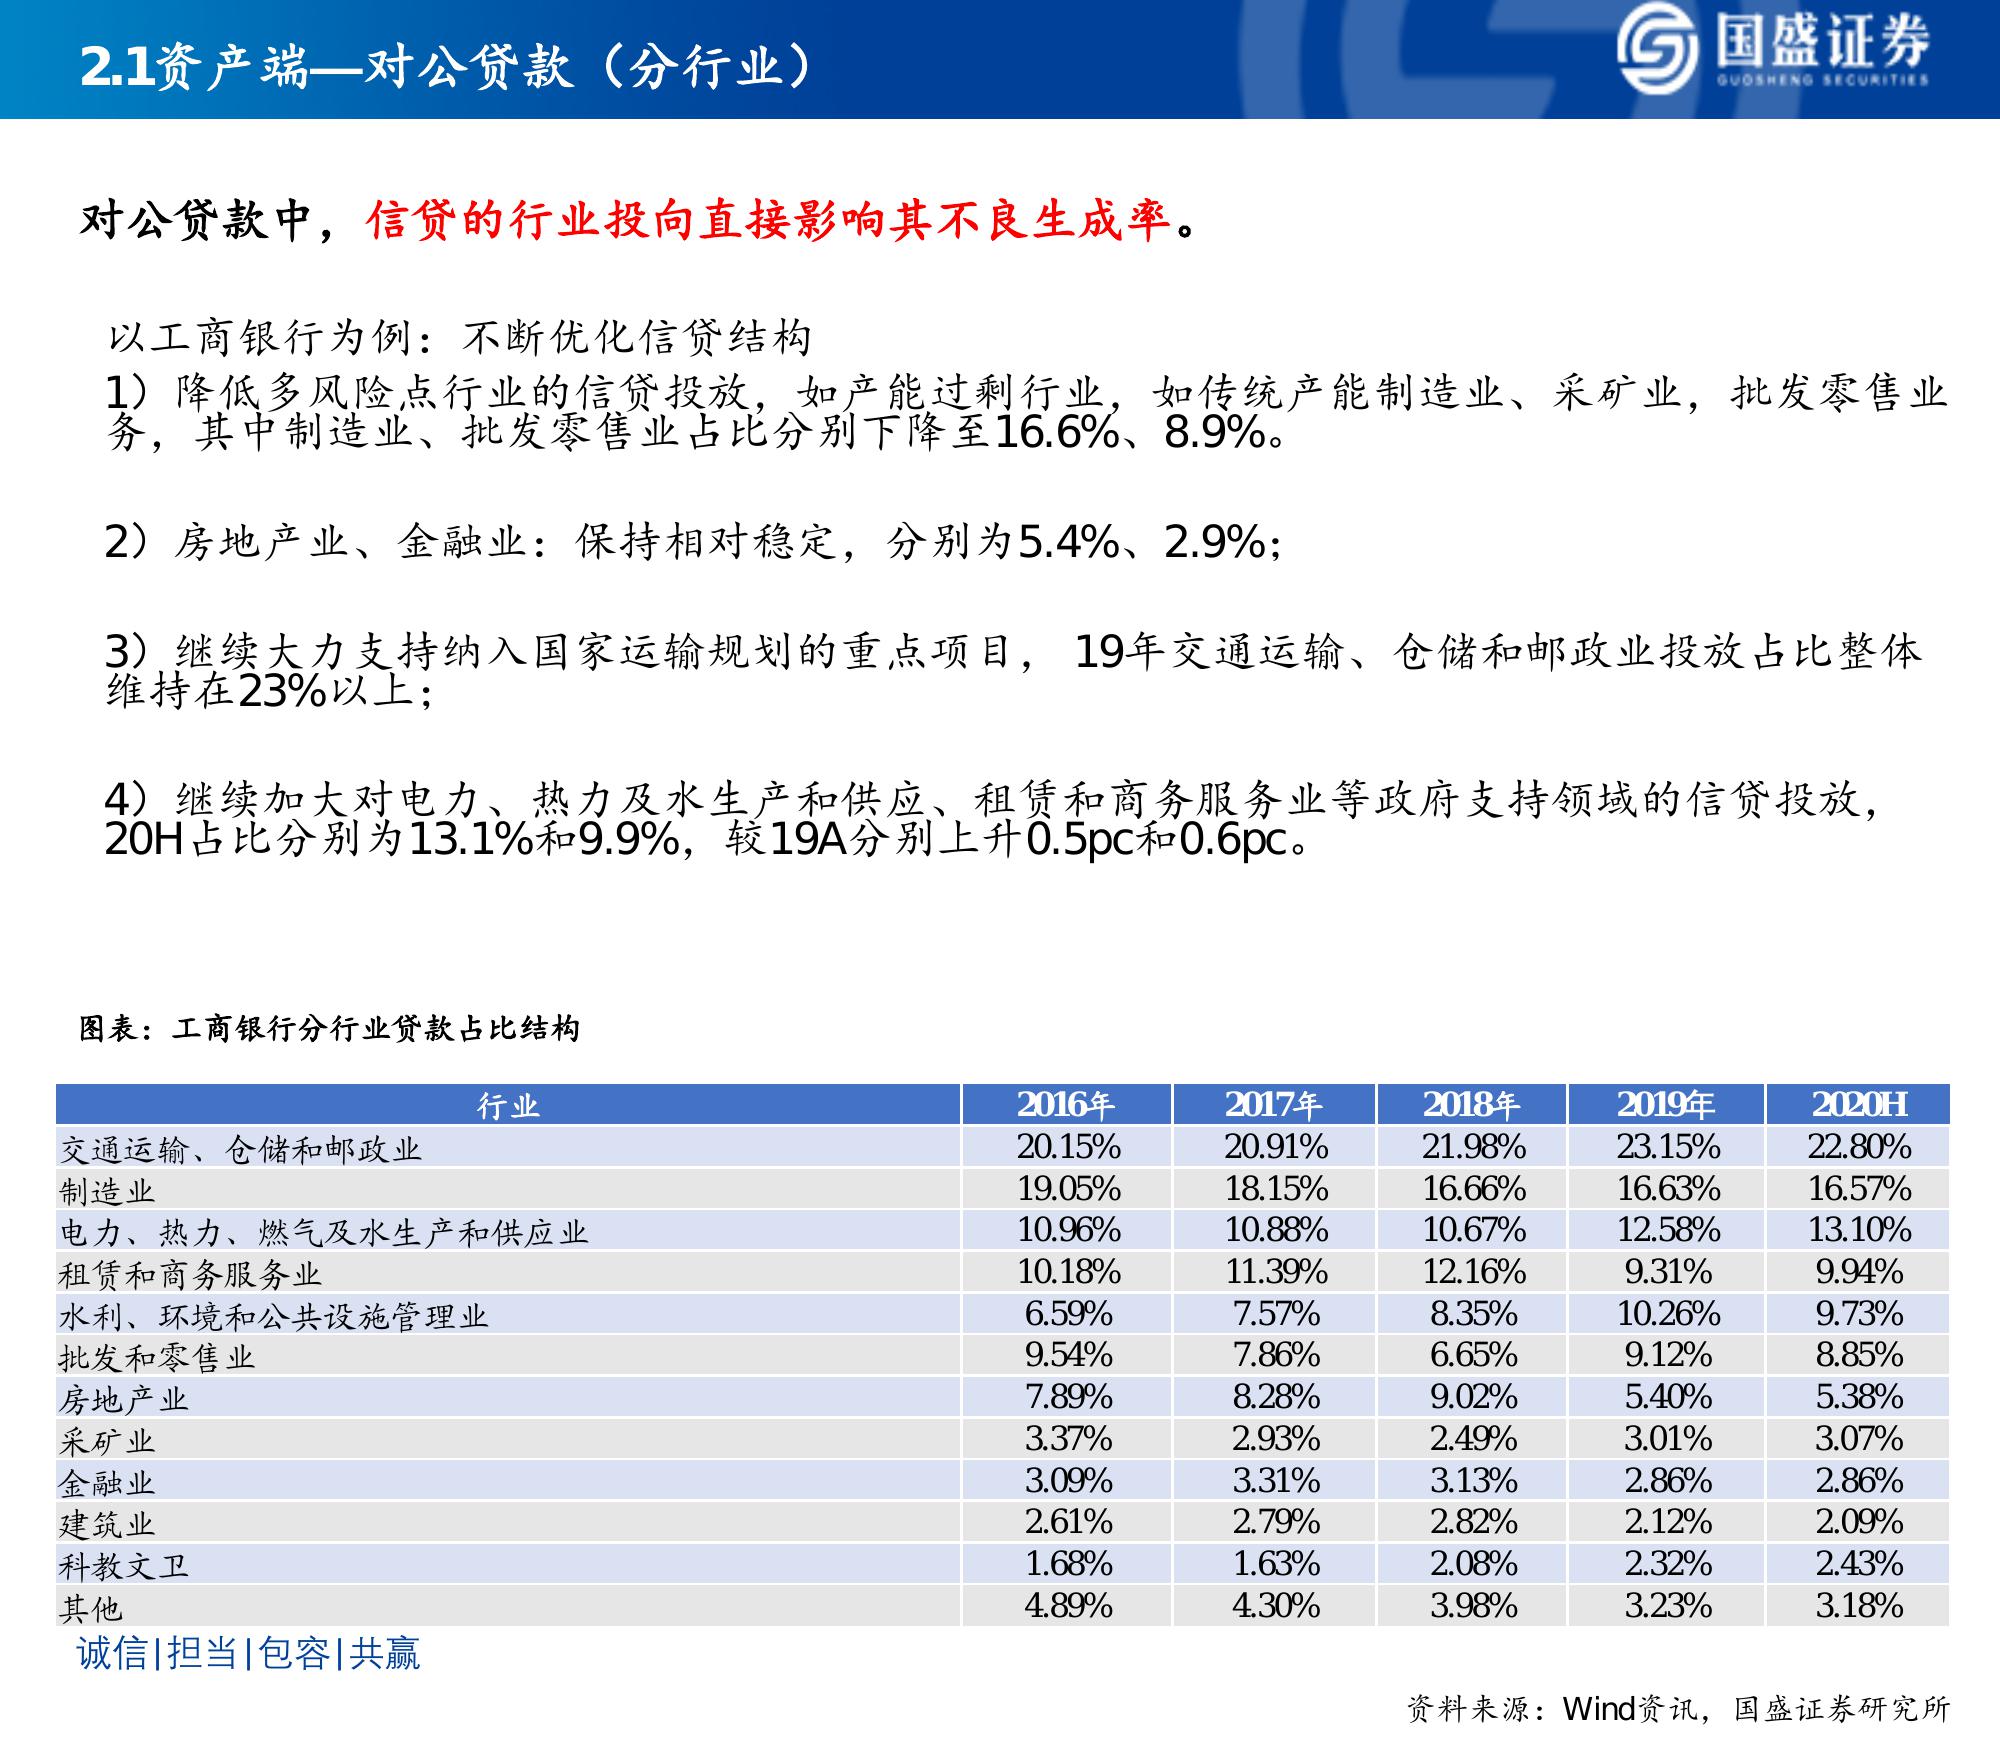 2.1资产端—对公贷款（分行业）
国盛证券
GUOSHENG SECURITIES
对公贷款中，信贷的行业投向直接影响其不良生成率。
以工商银行为例：不断优化信贷结构
1）降低多风险点行业的信贷投放，如产能过剩行业，如传统产能制造业、采矿业，批发零售业
务，其中制造业、批发零售业占比分别下降至16.6%、8.9%。
2）房地产业、金融业：保持相对稳定，分别为5.4%、2.9%；
3）继续大力支持纳入国家运输规划的重点项目， 19年交通运输、仓储和邮政业投放占比整体
维持在23%以上；
4）继续加大对电力、热力及水生产和供应、租赁和商务服务业等政府支持领域的信贷投放，
20H占比分别为13.1%和9.9%，较19A分别上升0.5pc和0.6pc。
图表：工商银行分行业贷款占比结构
行业 2016年 2017年 2018年 2019年 2020H
交通运输、仓储和邮政业 20.15% 20.91% 21.98% 23.15% 22.80%
制造业 19.05% 18.15% 16.66% 16.63% 16.57%
电力、热力、燃气及水生产和供应业 10.96% 10.88% 10.67% 12.58% 13.10%
租赁和商务服务业 10.18% 11.39% 12.16% 9.31% 9.94%
水利、环境和公共设施管理业 6.59% 7.57% 8.35% 10.26% 9.73%
批发和零售业 9.54% 7.86% 6.65% 9.12% 8.85%
房地产业 7.89% 8.28% 9.02% 5.40% 5.38%
采矿业 3.37% 2.93% 2.49% 3.01% 3.07%
金融业 3.09% 3.31% 3.13% 2.86% 2.86%
建筑业 2.61% 2.79% 2.82% 2.12% 2.09%
科教文卫 1.68% 1.63% 2.08% 2.32% 2.43%
其他 4.89% 4.30% 3.98% 3.23% 3.18%
诚信|担当|包容|共赢
资料来源：Wind资讯，国盛证券研究所